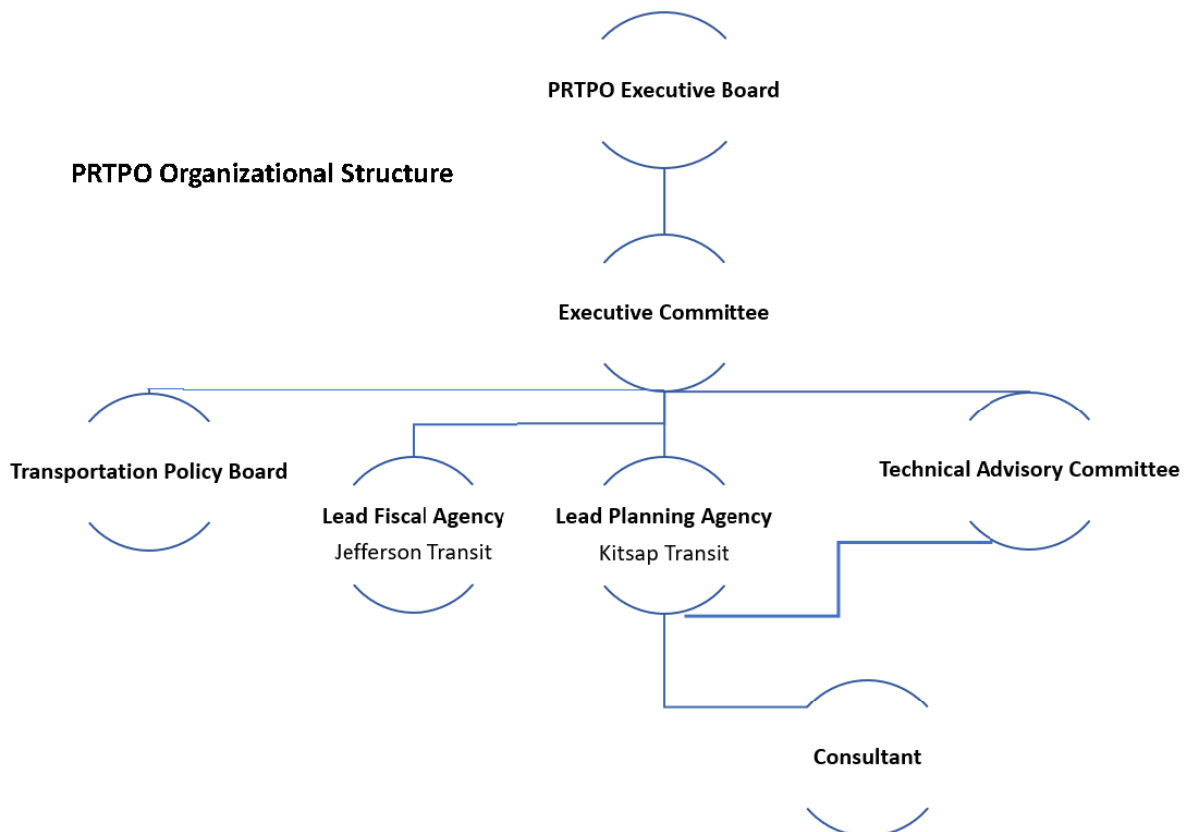 PRTPO Executive Board
PRTPO Organizational Structure
Executive Committee
Transportation Policy Board
Technical Advisory Committee
Lead Fiscal Agency
Jefferson Transit
Lead Planning Agency
Kitsap Transit
Consultant